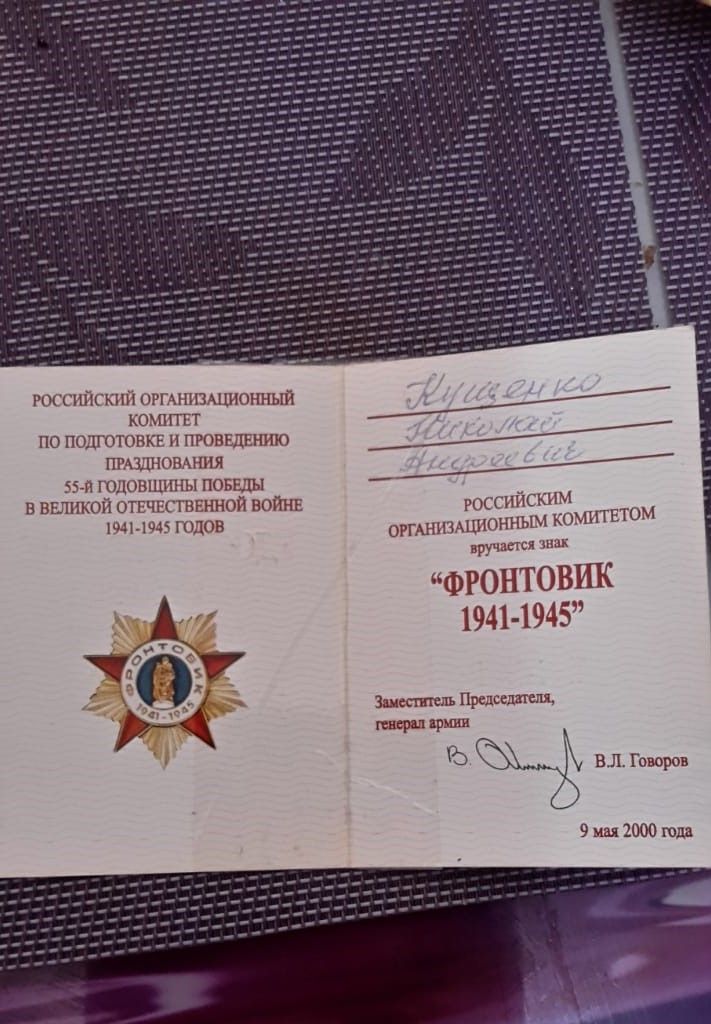 РОССИЙСКИЙ ОРГАНИЗАЦИОННЫЙ
КОМИТЕТ
ПО ПОДГОТОВКЕ И ПРОВЕДЕНИЮ
ПРАЗДНОВАНИЯ
55-й ГОДОВЩИНЫ ПОБЕДЫ
В ВЕЛИКОЙ ОТЕЧЕСТВЕННОЙ ВОЙНЕ
1941-1945 ГОДОВ
ФРОНТОВИК
1941-1945
Кущенко
Николай
Андреевич
РОССИЙСКИМ
ОРГАНИЗАЦИОННЫМ КОМИТЕТОМ
вручается знак
“ФРОНТОВИК
1941-1945”
Заместитель Председателя,
генерал армии
В.Л. Говоров
9 мая 2000 года